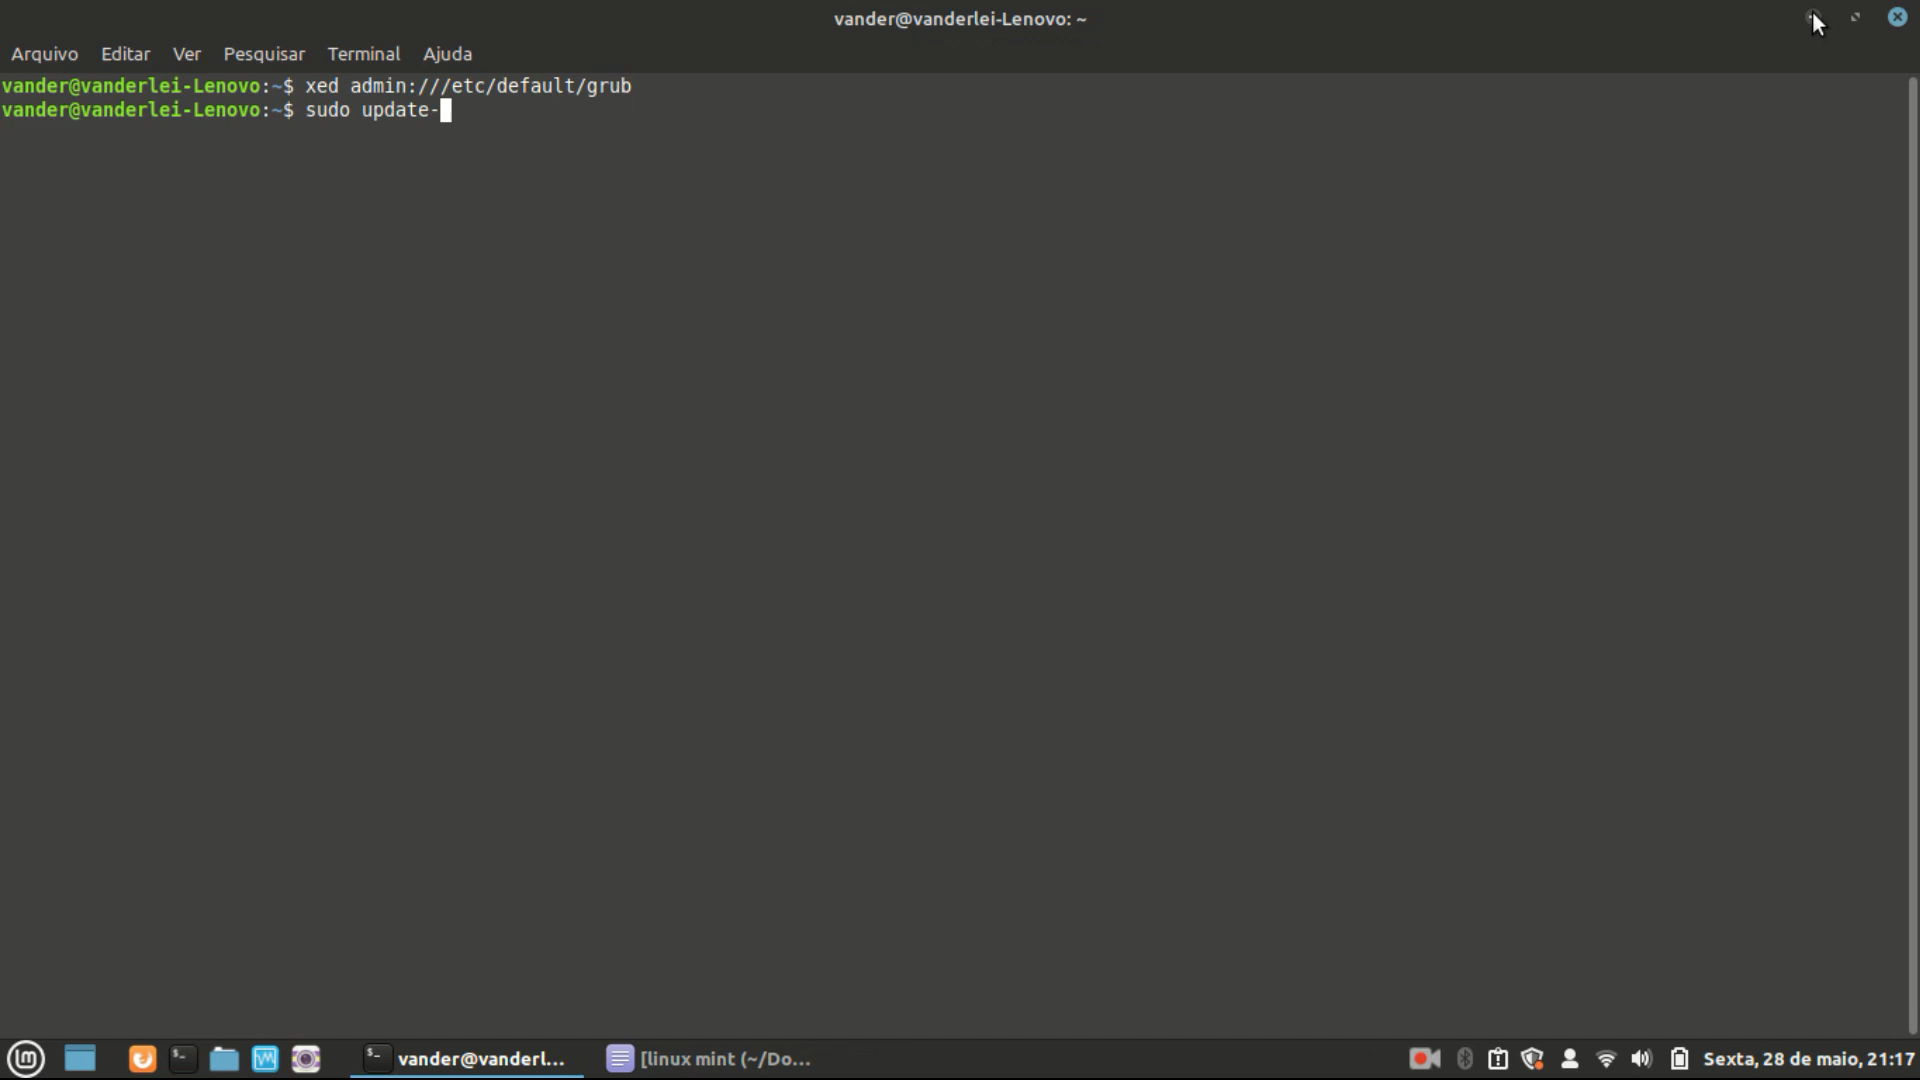 vander@vanderlei-Lenovo: ~
Arquivo Editar Ver Pesquisar Terminal Ajuda
vander@vanderlei-Lenovo:~$ xed admin:///etc/default/grub
vander@vanderlei-Lenovo:~$ sudo update-
vander@vanderl... [linux mint (~/Do... Sexta, 28 de maio, 21:17